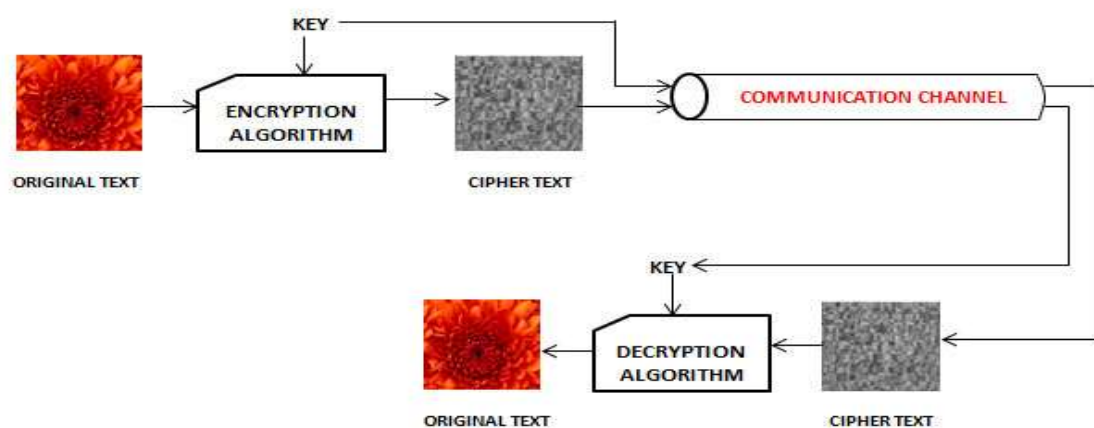 KEY
ENCRYPTION
ALGORITHM
COMMUNICATION CHANNEL
ORIGINAL TEXT
CIPHER TEXT
KEY
DECRYPTION
ALGORITHM
ORIGINAL TEXT
CIPHER TEXT